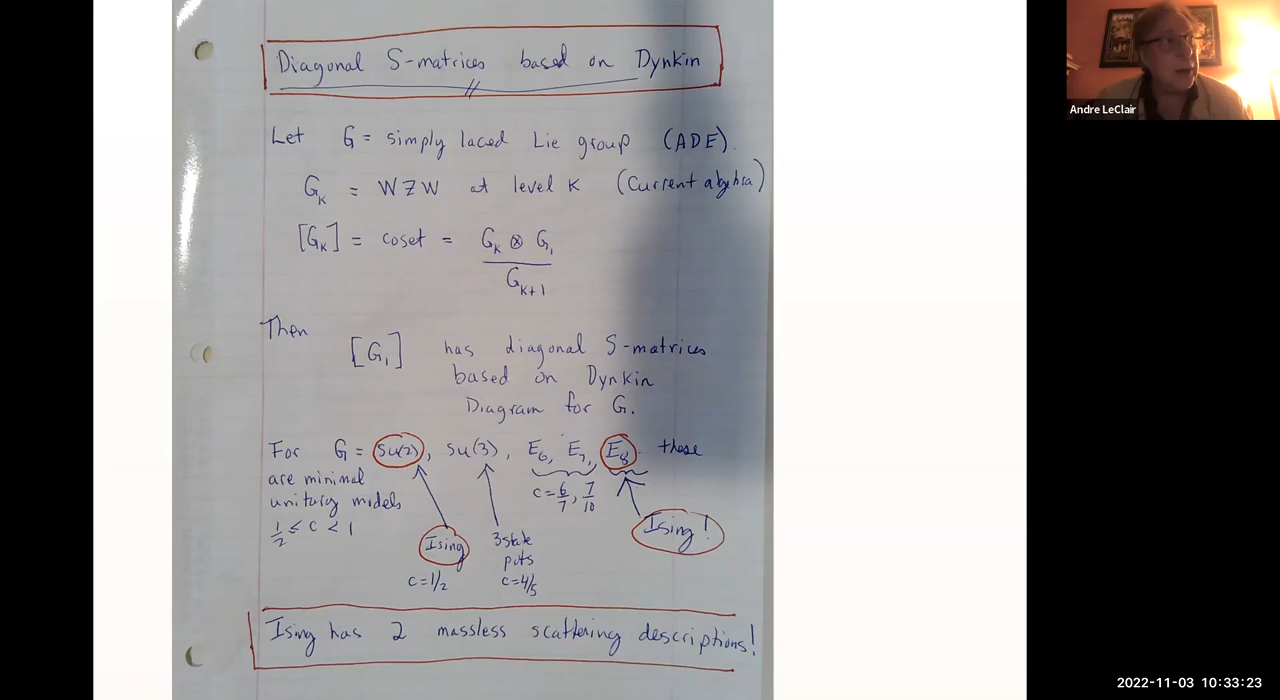 Diagonal S-matrices based on Dynkin
Let G = simply laced Lie group (ADE).
G_K = WZW at level K (Current algebra)
[G_K] = coset = G_K ⊗ G_1
G_{K+1}
Then
[G_1] has diagonal S-matrices
based on Dynkin
Diagram for G.
For G = SU(2), SU(3), E_6, E_7, E_8 these
are minimal
unitary models
1/2 ≤ C < 1
C = 6/7, 7/10
Ising
C=1/2
3 state
pots
C=4/5
Ising!
Ising has 2 massless scattering descriptions!
Andre LeClair
2022-11-03 10:33:23